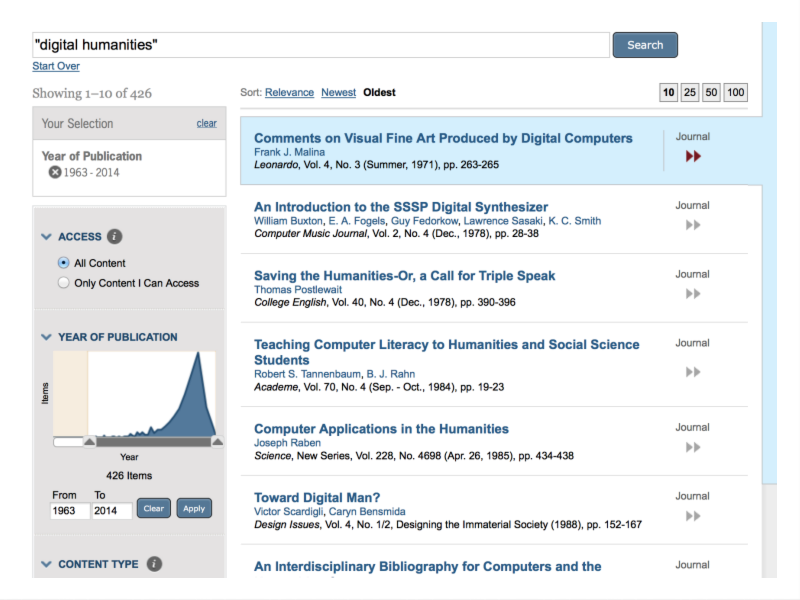 "digital humanities"
Search
Start Over
Showing 1–10 of 426
Sort: Relevance Newest Oldest
10 25 50 100
Your Selection clear
Year of Publication
1963 - 2014
ACCESS
All Content
Only Content I Can Access
YEAR OF PUBLICATION
Items
Year
426 Items
From To
1963 2014 Clear Apply
CONTENT TYPE
Comments on Visual Fine Art Produced by Digital Computers
Frank J. Malina
Leonardo, Vol. 4, No. 3 (Summer, 1971), pp. 263-265
Journal
An Introduction to the SSSP Digital Synthesizer
William Buxton, E. A. Fogels, Guy Fedorkow, Lawrence Sasaki, K. C. Smith
Computer Music Journal, Vol. 2, No. 4 (Dec., 1978), pp. 28-38
Journal
Saving the Humanities-Or, a Call for Triple Speak
Thomas Postlewait
College English, Vol. 40, No. 4 (Dec., 1978), pp. 390-396
Journal
Teaching Computer Literacy to Humanities and Social Science
Students
Robert S. Tannenbaum, B. J. Rahn
Academe, Vol. 70, No. 4 (Sep. - Oct., 1984), pp. 19-23
Journal
Computer Applications in the Humanities
Joseph Raben
Science, New Series, Vol. 228, No. 4698 (Apr. 26, 1985), pp. 434-438
Journal
Toward Digital Man?
Victor Scardigli, Caryn Bensmida
Design Issues, Vol. 4, No. 1/2, Designing the Immaterial Society (1988), pp. 152-167
Journal
An Interdisciplinary Bibliography for Computers and the
Journal